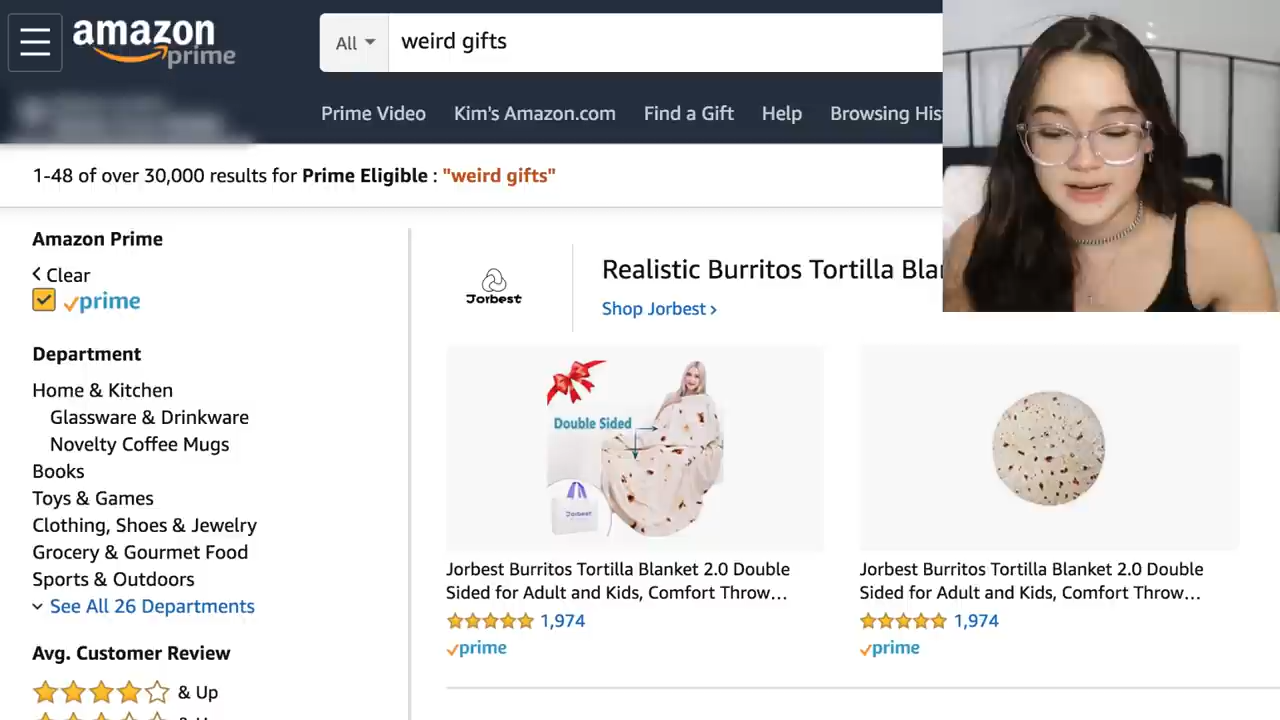 amazon
prime
All
weird gifts
Prime Video
Kim's Amazon.com
Find a Gift
Help
Browsing His
1-48 of over 30,000 results for Prime Eligible : "weird gifts"
Amazon Prime
Clear
prime
Department
Home & Kitchen
Glassware & Drinkware
Novelty Coffee Mugs
Books
Toys & Games
Clothing, Shoes & Jewelry
Grocery & Gourmet Food
Sports & Outdoors
See All 26 Departments
Avg. Customer Review
& Up
Jorbest
Realistic Burritos Tortilla Bla
Shop Jorbest ›
Double Sided
Jorbest
Jorbest Burritos Tortilla Blanket 2.0 Double
Sided for Adult and Kids, Comfort Throw...
1,974
prime
Jorbest Burritos Tortilla Blanket 2.0 Double
Sided for Adult and Kids, Comfort Throw...
1,974
prime